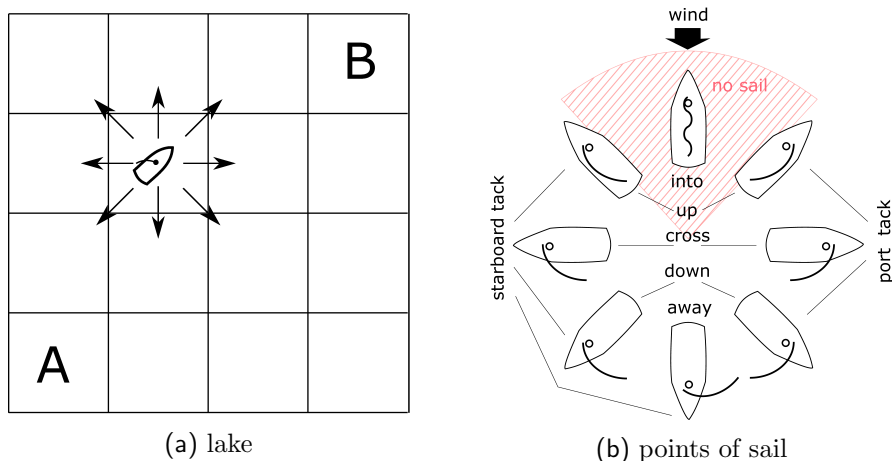 B
A
(a) lake
wind
no sail
into
up
cross
down
away
starboard tack
port tack
(b) points of sail